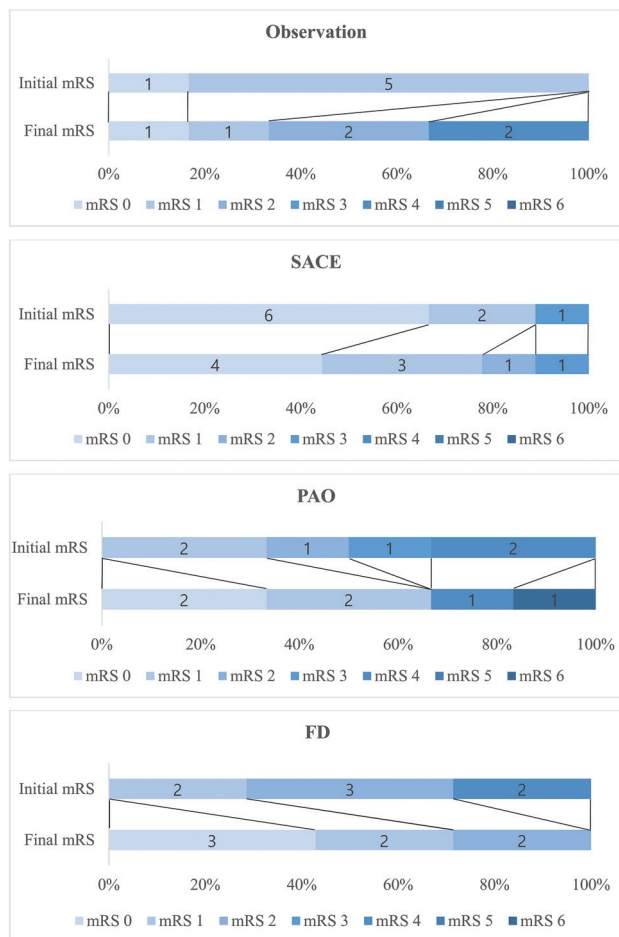 Observation
Initial mRS 1 5
Final mRS 1 1 2 2
0% 20% 40% 60% 80% 100%
mRS 0 mRS 1 mRS 2 mRS 3 mRS 4 mRS 5 mRS 6
SACE
Initial mRS 6 2 1
Final mRS 4 3 1 1
0% 20% 40% 60% 80% 100%
mRS 0 mRS 1 mRS 2 mRS 3 mRS 4 mRS 5 mRS 6
PAO
Initial mRS 2 1 1 2
Final mRS 2 2 1 1
0% 20% 40% 60% 80% 100%
mRS 0 mRS 1 mRS 2 mRS 3 mRS 4 mRS 5 mRS 6
FD
Initial mRS 2 3 2
Final mRS 3 2 2
0% 20% 40% 60% 80% 100%
mRS 0 mRS 1 mRS 2 mRS 3 mRS 4 mRS 5 mRS 6